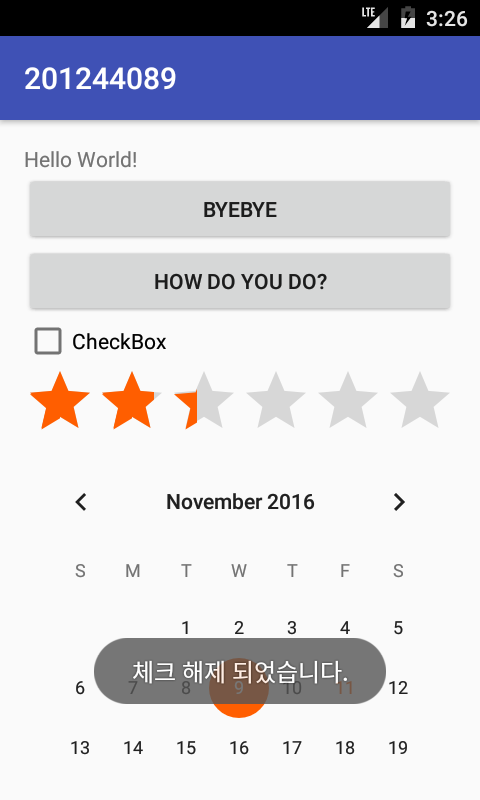 LTE 3:26
201244089
Hello World!
BYEBYE
HOW DO YOU DO?
CheckBox
November 2016
S M T W T F S
1 2 3 4 5
체크 해제 되었습니다.
6 7 8 9 10 11 12
13 14 15 16 17 18 19